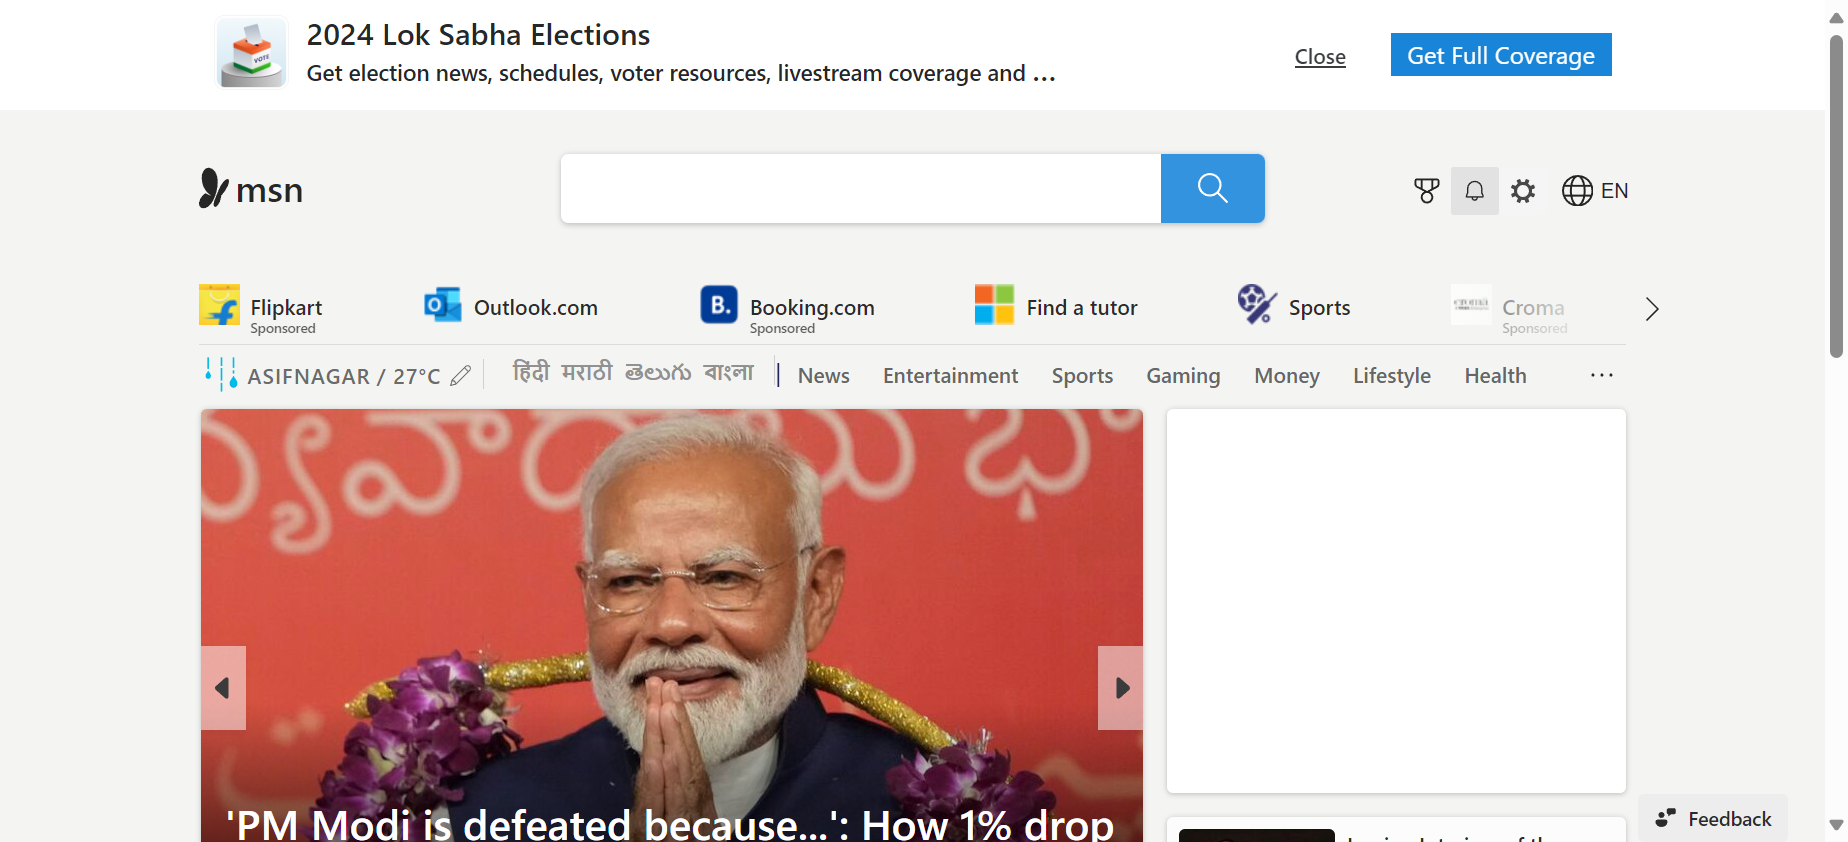 2024 Lok Sabha Elections
Get election news, schedules, voter resources, livestream coverage and ...
Close
Get Full Coverage
VOTE
msn
EN
Flipkart
Sponsored
Outlook.com
B.
Booking.com
Sponsored
Find a tutor
Sports
croma
Croma
Sponsored
ASIFNAGAR / 27°C
हिंदी मराठी తెలుగు বাংলা
News Entertainment Sports Gaming Money Lifestyle Health ...
'PM Modi is defeated because...': How 1% drop
Feedback